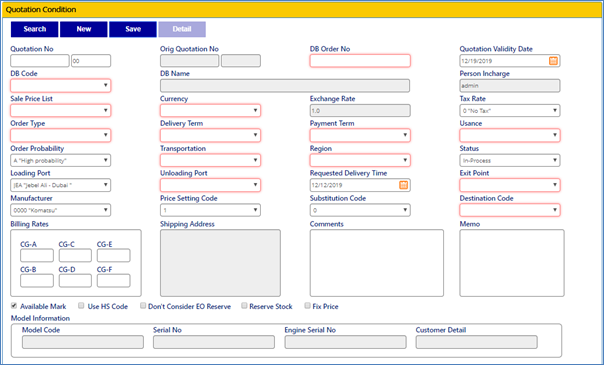 Quotation Condition
Search New Save Detail
Quotation No Orig Quotation No DB Order No Quotation Validity Date
00 12/19/2019
DB Code DB Name Person Incharge
admin
Sale Price List Currency Exchange Rate Tax Rate
1.0 0 "No Tax"
Order Type Delivery Term Payment Term Usance
Order Probability Transportation Region Status
A "High probability" In-Process
Loading Port Unloading Port Requested Delivery Time Exit Point
JEA "Jebel Ali - Dubai " 12/12/2019
Manufacturer Price Setting Code Substitution Code Destination Code
0000 "Komatsu" 1 0
Billing Rates Shipping Address Comments Memo
CG-A CG-C CG-E
CG-B CG-D CG-F
Available Mark Use HS Code Don't Consider EO Reserve Reserve Stock Fix Price
Model Information
Model Code Serial No Engine Serial No Customer Detail